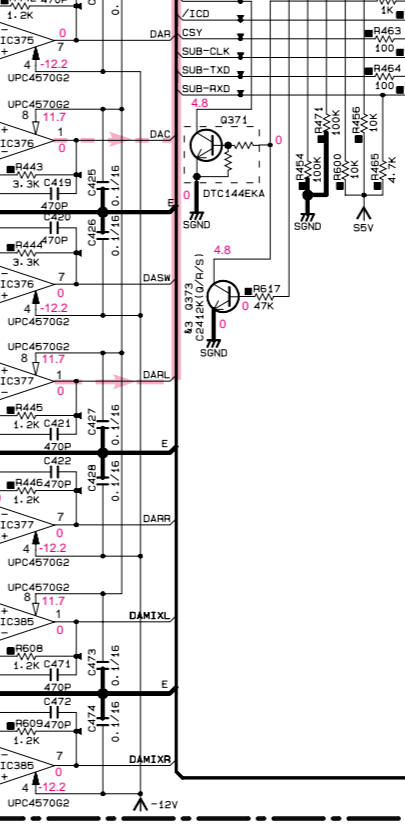 1.2K
470P
/ICD
1K
IC375
0
7
DAR
CSY
R463
100
4
-12.2
UPC4570G2
SUB-CLK
SUB-TXD
R464
100
SUB-RXD
UPC4570G2
8
11.7
4.8
Q371
IC376
1
0
DAC
0
R471
100K
R456
10K
R443
3.3K
C419
470P
C425
0.1/16
DTC144EKA
R454
100K
R600
10K
R465
4.7K
E
0
SGND
SGND
S5V
C420
470P
C426
0.1/16
R444
3.3K
4.8
IC376
7
0
DASW
4
-12.2
UPC4570G2
&3 Q373
C2412K(Q/R/S)
0
R617
47K
0
SGND
UPC4570G2
8
11.7
IC377
1
0
DARL
R445
1.2K
C421
470P
C427
0.1/16
E
C422
470P
C428
0.1/16
R446
1.2K
IC377
7
0
DARR
4
-12.2
UPC4570G2
UPC4570G2
8
11.7
IC385
1
0
DAMIXL
R608
1.2K
C471
470P
C473
0.1/16
E
C472
470P
C474
0.1/16
R609
1.2K
IC385
7
0
DAMIXR
4
-12.2
UPC4570G2
-12V